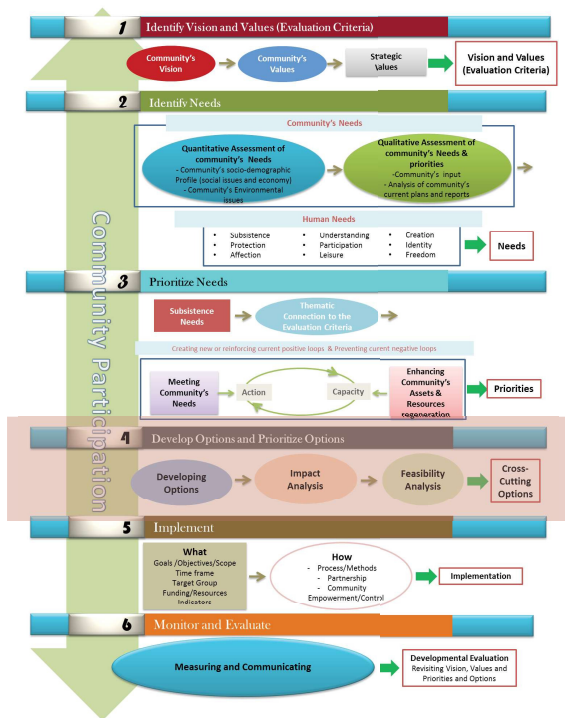 Community Participation
1 Identify Vision and Values (Evaluation Criteria)
Community's
Vision
Community's
Values
Strategic
Values
Vision and Values
(Evaluation Criteria)
2 Identify Needs
Community's Needs
Quantitative Assessment of
community's Needs
- Community's socio-demographic
Profile (social issues and economy)
- Community's Environmental
issues
Qualitative Assessment of
community's Needs &
priorities
-Community's input
- Analysis of community's
current plans and reports
Human Needs
• Subsistence
• Protection
• Affection
• Understanding
• Participation
• Leisure
• Creation
• Identity
• Freedom
Needs
3 Prioritize Needs
Subsistence
Needs
Thematic
Connection to the
Evaluation Criteria
Creating new or reinforcing current positive loops & Preventing current negative loops
Meeting
Community's
Needs
Action
Capacity
Enhancing
Community's
Assets &
Resources
regeneration
Priorities
4 Develop Options and Prioritize Options
Developing
Options
Impact
Analysis
Feasibility
Analysis
Cross-
Cutting
Options
5 Implement
What
Goals /Objectives/Scope
Time frame
Target Group
Funding/Resources
Indicators
How
- Process/Methods
- Partnership
- Community
Empowerment/Control
Implementation
6 Monitor and Evaluate
Measuring and Communicating
Developmental Evaluation
Revisiting Vision, Values and
Priorities and Options